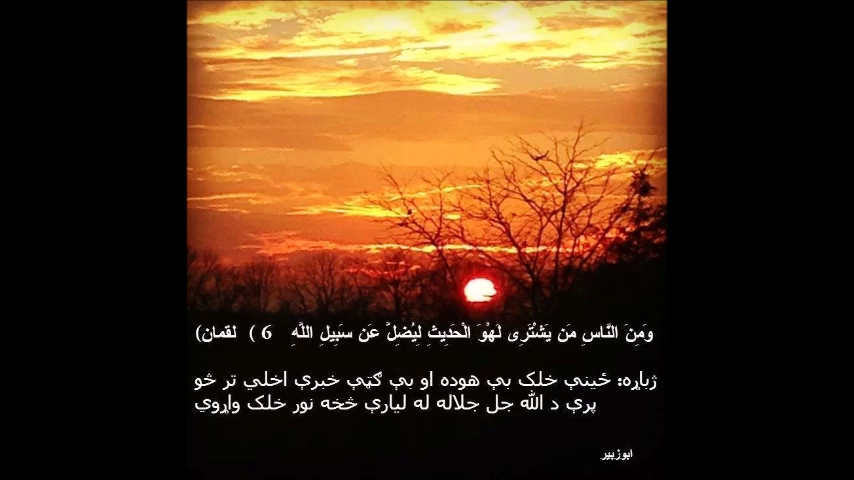 وَمِنَ النَّاسِ مَن يَشْتَرِى لَهْوَ الْحَدِيثِ لِيُضِلَّ عَن سَبِيلِ اللَّهِ 6 ) لقمان)
ژباړه: ځينې خلک بې هوده او بې ګټې خبرې اخلي تر څو
پرې د الله جل جلاله له ليارې څخه نور خلک واړوي
ابوزبير